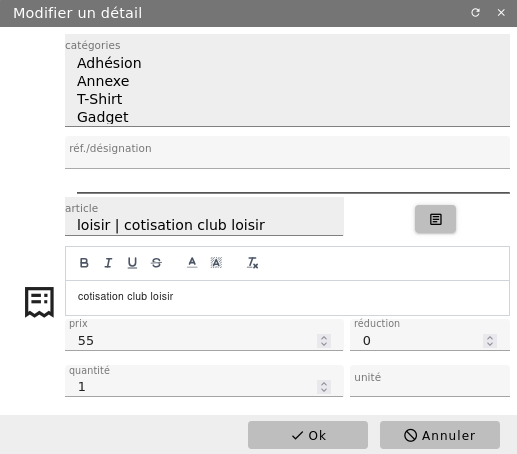 Modifier un détail
catégories
Adhésion
Annexe
T-Shirt
Gadget
réf./désignation
article
loisir | cotisation club loisir
B I U S A A Tx
cotisation club loisir
prix
55
réduction
0
quantité
1
unité
Ok
Annuler